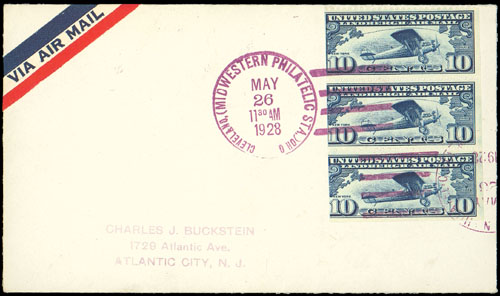 VIA AIR MAIL
CLEVELAND, (MIDWESTERN PHILATELIC STA.) OHIO
MAY
26
11 30 AM
1928
UNITED STATES POSTAGE
LINDBERGH AIR MAIL
10 CENTS 10
UNITED STATES POSTAGE
LINDBERGH AIR MAIL
10 CENTS 10
UNITED STATES POSTAGE
LINDBERGH AIR MAIL
10 CENTS 10
CHARLES J. BUCKSTEIN
1729 Atlantic Ave.
ATLANTIC CITY, N. J.